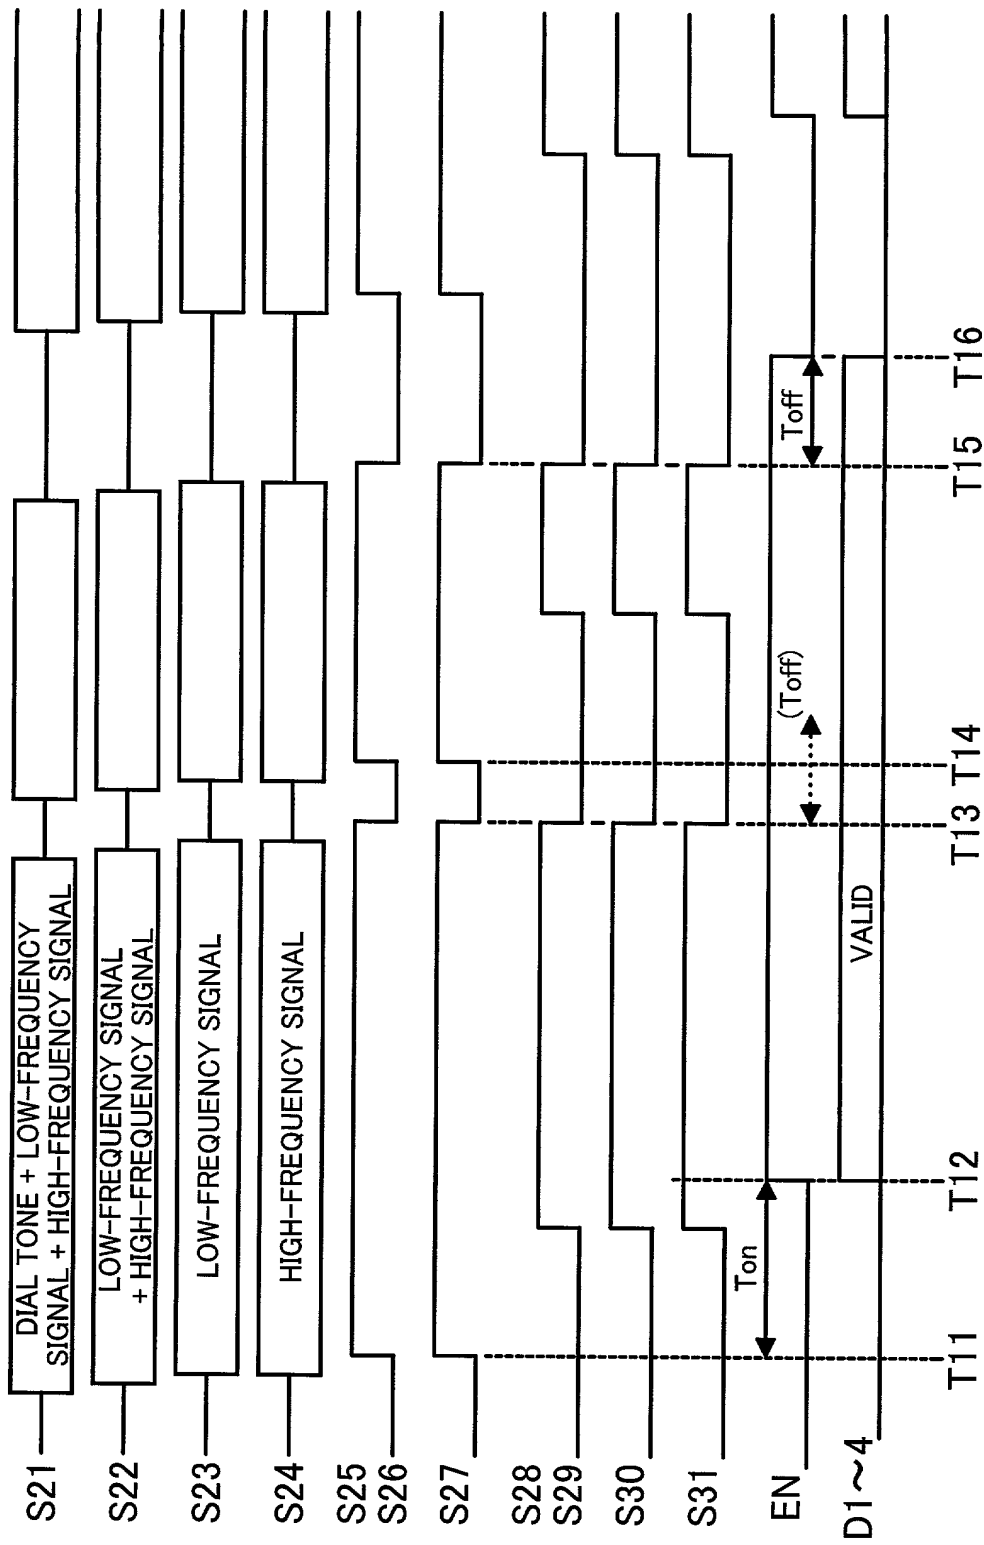 S21
DIAL TONE + LOW-FREQUENCY
SIGNAL + HIGH-FREQUENCY SIGNAL
S22
LOW-FREQUENCY SIGNAL
+ HIGH-FREQUENCY SIGNAL
S23
LOW-FREQUENCY SIGNAL
S24
HIGH-FREQUENCY SIGNAL
S25
S26
S27
S28
S29
S30
S31
Ton
(Toff)
Toff
EN
D1～4
VALID
T11
T12
T13
T14
T15
T16